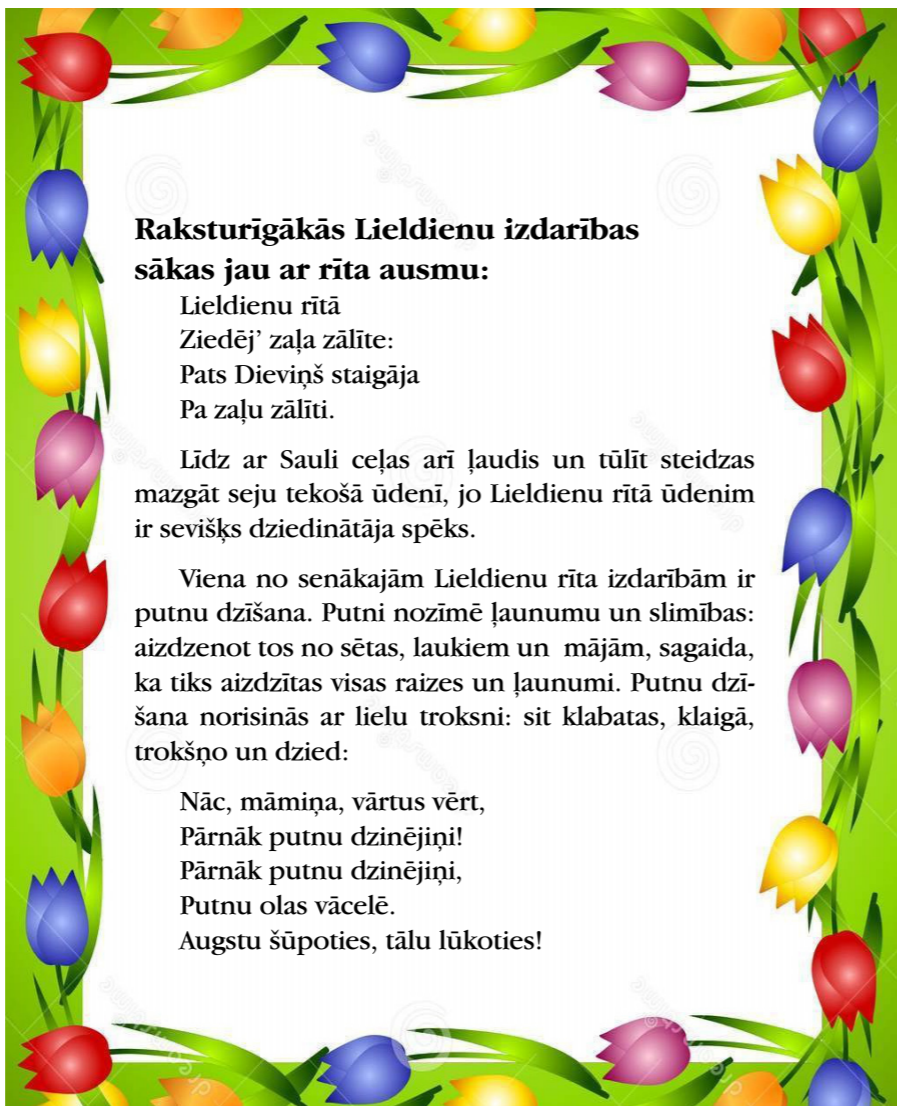 Raksturīgākās Lieldienu izdarības
sākas jau ar rīta ausmu:
Lieldienu rītā
Ziedēj’ zaļa zālīte:
Pats Dieviņš staigāja
Pa zaļu zālīti.
Līdz ar Sauli ceļas arī ļaudis un tūlīt steidzas
mazgāt seju tekošā ūdenī, jo Lieldienu rītā ūdenim
ir sevišķs dziedinātāja spēks.
Viena no senākajām Lieldienu rīta izdarībām ir
putnu dzīšana. Putni nozīmē ļaunumu un slimības:
aizdzenot tos no sētas, laukiem un mājām, sagaida,
ka tiks aizdzītas visas raizes un ļaunumi. Putnu dzī-
šana norisinās ar lielu troksni: sit klabatas, klaigā,
trokšņo un dzied:
Nāc, māmiņa, vārtus vērt,
Pārnāk putnu dzinējiņi!
Pārnāk putnu dzinējiņi,
Putnu olas vācelē.
Augstu šūpoties, tālu lūkoties!